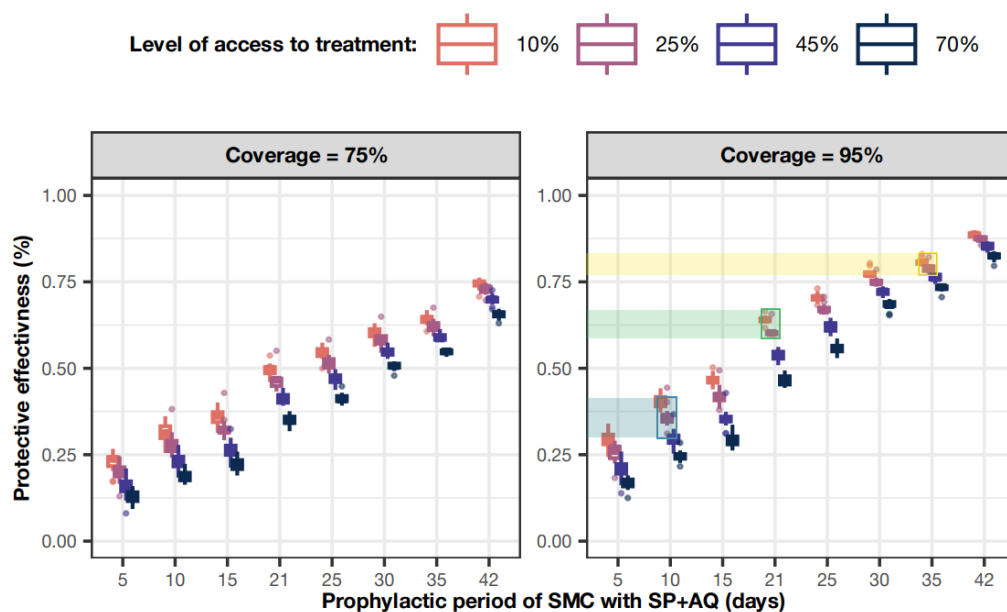 Level of access to treatment: 10% 25% 45% 70%
Coverage = 75% Coverage = 95%
Protective effectiveness (%)
1.00 1.00
0.75 0.75
0.50 0.50
0.25 0.25
0.00 0.00
5 10 15 21 25 30 35 42 5 10 15 21 25 30 35 42
Prophylactic period of SMC with SP+AQ (days)